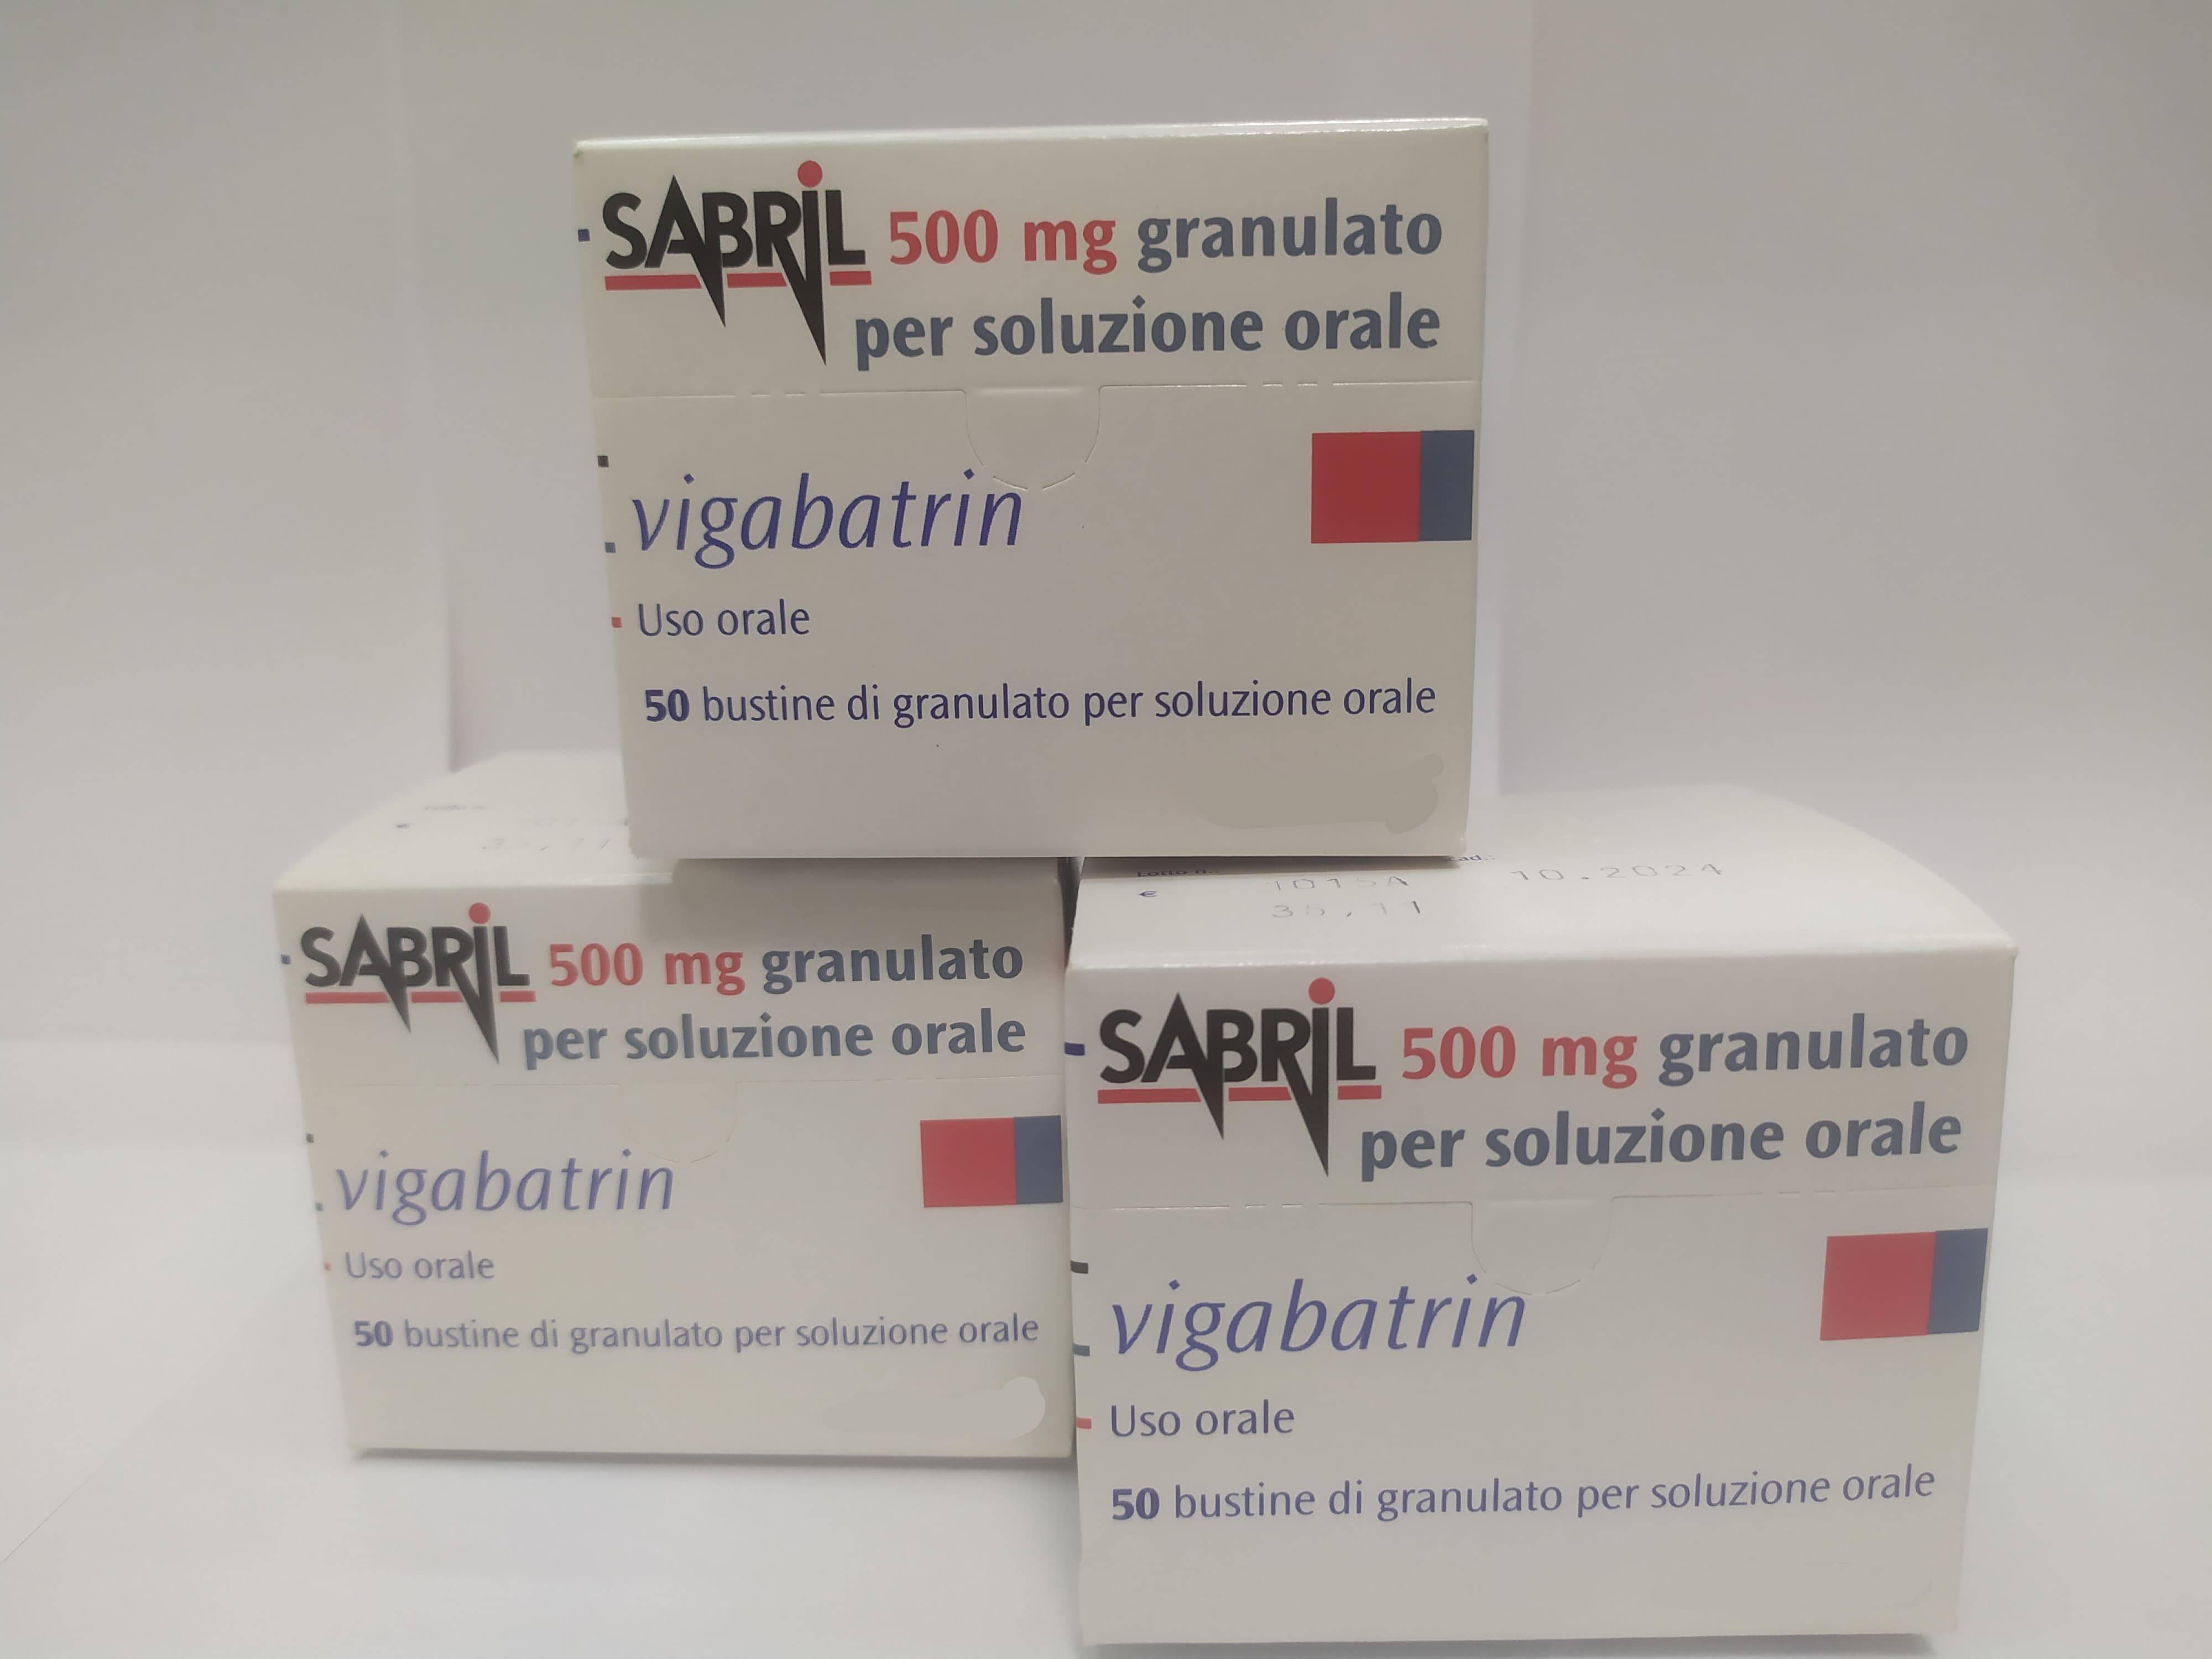 SABRIL 500 mg granulato
per soluzione orale
vigabatrin
Uso orale
50 bustine di granulato per soluzione orale
€
SABRIL 500 mg granulato
per soluzione orale
vigabatrin
Uso orale
50 bustine di granulato per soluzione orale
Lotto n.:
10.2024
€ 35,11
SABRIL 500 mg granulato
per soluzione orale
vigabatrin
Uso orale
50 bustine di granulato per soluzione orale